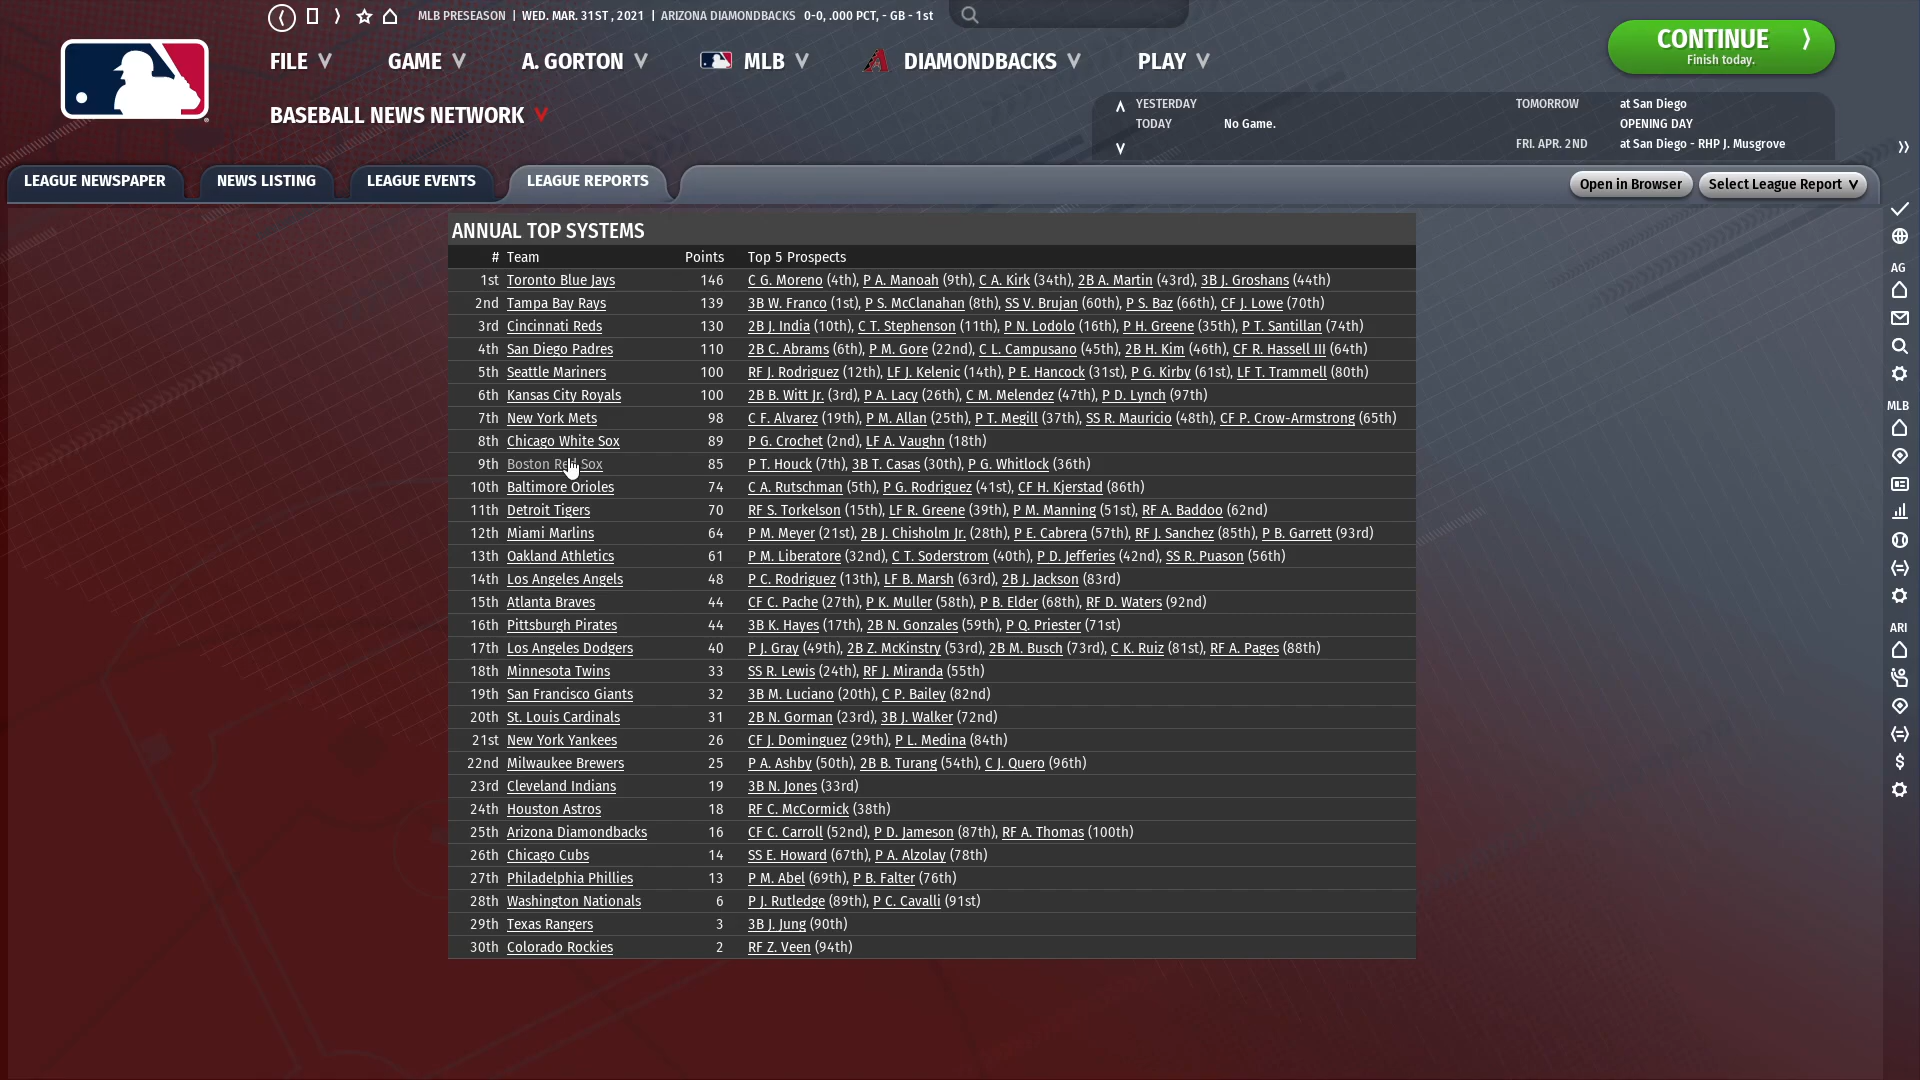 MLB PRESEASON | WED. MAR. 31ST , 2021 | ARIZONA DIAMONDBACKS 0-0, .000 PCT, - GB - 1st
FILE GAME A. GORTON MLB DIAMONDBACKS PLAY
CONTINUE
Finish today.
BASEBALL NEWS NETWORK
YESTERDAY
TODAY No Game.
TOMORROW at San Diego
OPENING DAY
FRI. APR. 2ND at San Diego - RHP J. Musgrove
LEAGUE NEWSPAPER NEWS LISTING LEAGUE EVENTS LEAGUE REPORTS Open in Browser Select League Report
ANNUAL TOP SYSTEMS
# Team Points Top 5 Prospects
1st Toronto Blue Jays 146 C G. Moreno (4th), P A. Manoah (9th), C A. Kirk (34th), 2B A. Martin (43rd), 3B J. Groshans (44th)
2nd Tampa Bay Rays 139 3B W. Franco (1st), P S. McClanahan (8th), SS V. Brujan (60th), P S. Baz (66th), CF J. Lowe (70th)
3rd Cincinnati Reds 130 2B J. India (10th), C T. Stephenson (11th), P N. Lodolo (16th), P H. Greene (35th), P T. Santillan (74th)
4th San Diego Padres 110 2B C. Abrams (6th), P M. Gore (22nd), C L. Campusano (45th), 2B H. Kim (46th), CF R. Hassell III (64th)
5th Seattle Mariners 100 RF J. Rodriguez (12th), LF J. Kelenic (14th), P E. Hancock (31st), P G. Kirby (61st), LF T. Trammell (80th)
6th Kansas City Royals 100 2B B. Witt Jr. (3rd), P A. Lacy (26th), C M. Melendez (47th), P D. Lynch (97th)
7th New York Mets 98 C F. Alvarez (19th), P M. Allan (25th), P T. Megill (37th), SS R. Mauricio (48th), CF P. Crow-Armstrong (65th)
8th Chicago White Sox 89 P G. Crochet (2nd), LF A. Vaughn (18th)
9th Boston Red Sox 85 P T. Houck (7th), 3B T. Casas (30th), P G. Whitlock (36th)
10th Baltimore Orioles 74 C A. Rutschman (5th), P G. Rodriguez (41st), CF H. Kjerstad (86th)
11th Detroit Tigers 70 RF S. Torkelson (15th), LF R. Greene (39th), P M. Manning (51st), RF A. Baddoo (62nd)
12th Miami Marlins 64 P M. Meyer (21st), 2B J. Chisholm Jr. (28th), P E. Cabrera (57th), RF J. Sanchez (85th), P B. Garrett (93rd)
13th Oakland Athletics 61 P M. Liberatore (32nd), C T. Soderstrom (40th), P D. Jefferies (42nd), SS R. Puason (56th)
14th Los Angeles Angels 48 P C. Rodriguez (13th), LF B. Marsh (63rd), 2B J. Jackson (83rd)
15th Atlanta Braves 44 CF C. Pache (27th), P K. Muller (58th), P B. Elder (68th), RF D. Waters (92nd)
16th Pittsburgh Pirates 44 3B K. Hayes (17th), 2B N. Gonzales (59th), P Q. Priester (71st)
17th Los Angeles Dodgers 40 P J. Gray (49th), 2B Z. McKinstry (53rd), 2B M. Busch (73rd), C K. Ruiz (81st), RF A. Pages (88th)
18th Minnesota Twins 33 SS R. Lewis (24th), RF J. Miranda (55th)
19th San Francisco Giants 32 3B M. Luciano (20th), C P. Bailey (82nd)
20th St. Louis Cardinals 31 2B N. Gorman (23rd), 3B J. Walker (72nd)
21st New York Yankees 26 CF J. Dominguez (29th), P L. Medina (84th)
22nd Milwaukee Brewers 25 P A. Ashby (50th), 2B B. Turang (54th), C J. Quero (96th)
23rd Cleveland Indians 19 3B N. Jones (33rd)
24th Houston Astros 18 RF C. McCormick (38th)
25th Arizona Diamondbacks 16 CF C. Carroll (52nd), P D. Jameson (87th), RF A. Thomas (100th)
26th Chicago Cubs 14 SS E. Howard (67th), P A. Alzolay (78th)
27th Philadelphia Phillies 13 P M. Abel (69th), P B. Falter (76th)
28th Washington Nationals 6 P J. Rutledge (89th), P C. Cavalli (91st)
29th Texas Rangers 3 3B J. Jung (90th)
30th Colorado Rockies 2 RF Z. Veen (94th)
AG
MLB
ARI